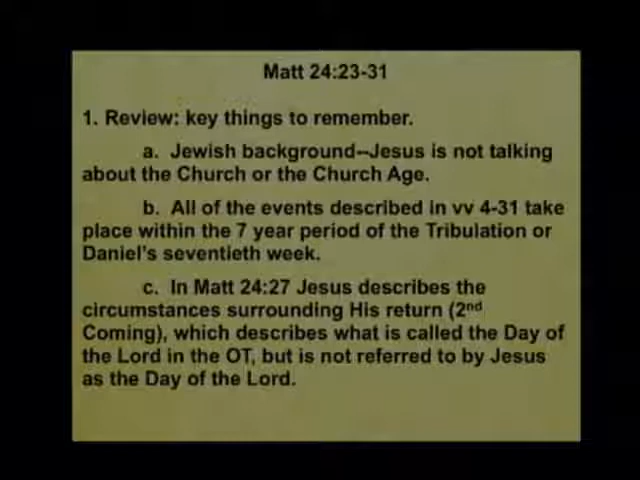 Matt 24:23-31
1. Review: key things to remember.
a. Jewish background--Jesus is not talking
about the Church or the Church Age.
b. All of the events described in vv 4-31 take
place within the 7 year period of the Tribulation or
Daniel's seventieth week.
c. In Matt 24:27 Jesus describes the
circumstances surrounding His return (2nd
Coming), which describes what is called the Day of
the Lord in the OT, but is not referred to by Jesus
as the Day of the Lord.